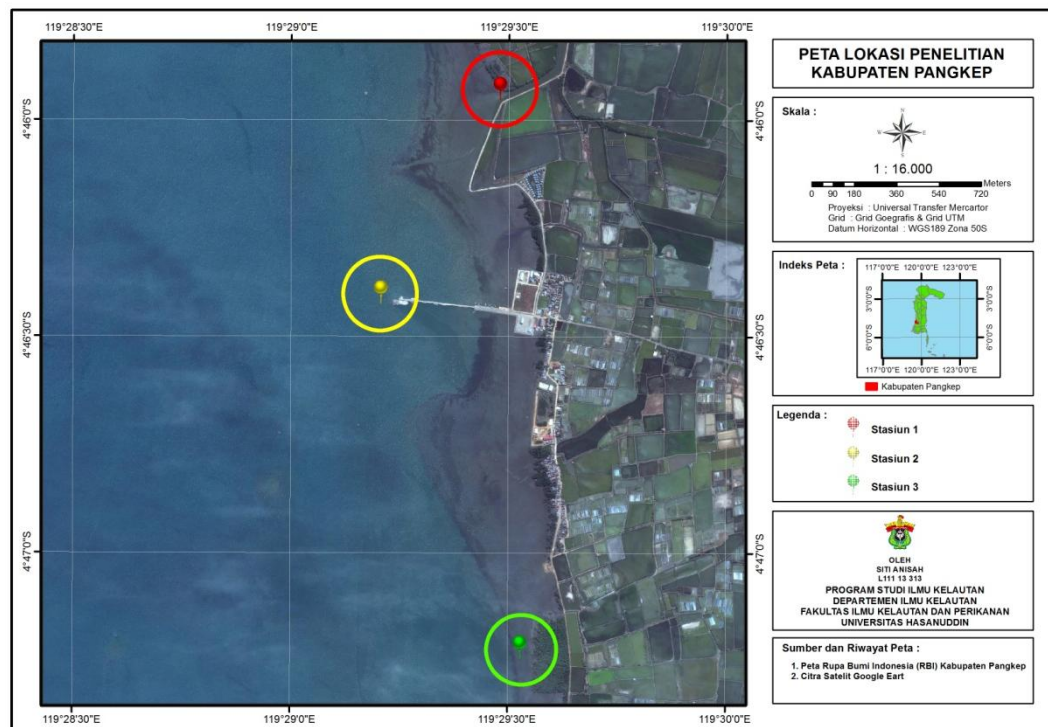 119°28'30"E 119°29'0"E 119°29'30"E 119°30'0"E
4°46'0"S 4°46'0"S
4°46'30"S 4°46'30"S
4°47'0"S 4°47'0"S
119°28'30"E 119°29'0"E 119°29'30"E 119°30'0"E
PETA LOKASI PENELITIAN
KABUPATEN PANGKEP
Skala :
N
W E
S
1 : 16.000
Meters
0 90 180 360 540 720
Proyeksi : Universal Transfer Mercartor
Grid : Grid Goegrafis & Grid UTM
Datum Horizontal : WGS189 Zona 50S
Indeks Peta :
117°0'0"E 120°0'0"E 123°0'0"E
3°0'0"S 3°0'0"S
6°0'0"S 6°0'0"S
117°0'0"E 120°0'0"E 123°0'0"E
Kabupaten Pangkep
Legenda :
Stasiun 1
Stasiun 2
Stasiun 3
OLEH
SITI ANISAH
L111 13 313
PROGRAM STUDI ILMU KELAUTAN
DEPARTEMEN ILMU KELAUTAN
FAKULTAS ILMU KELAUTAN DAN PERIKANAN
UNIVERSITAS HASANUDDIN
Sumber dan Riwayat Peta :
1. Peta Rupa Bumi Indonesia (RBI) Kabupaten Pangkep
2. Citra Satelit Google Eart